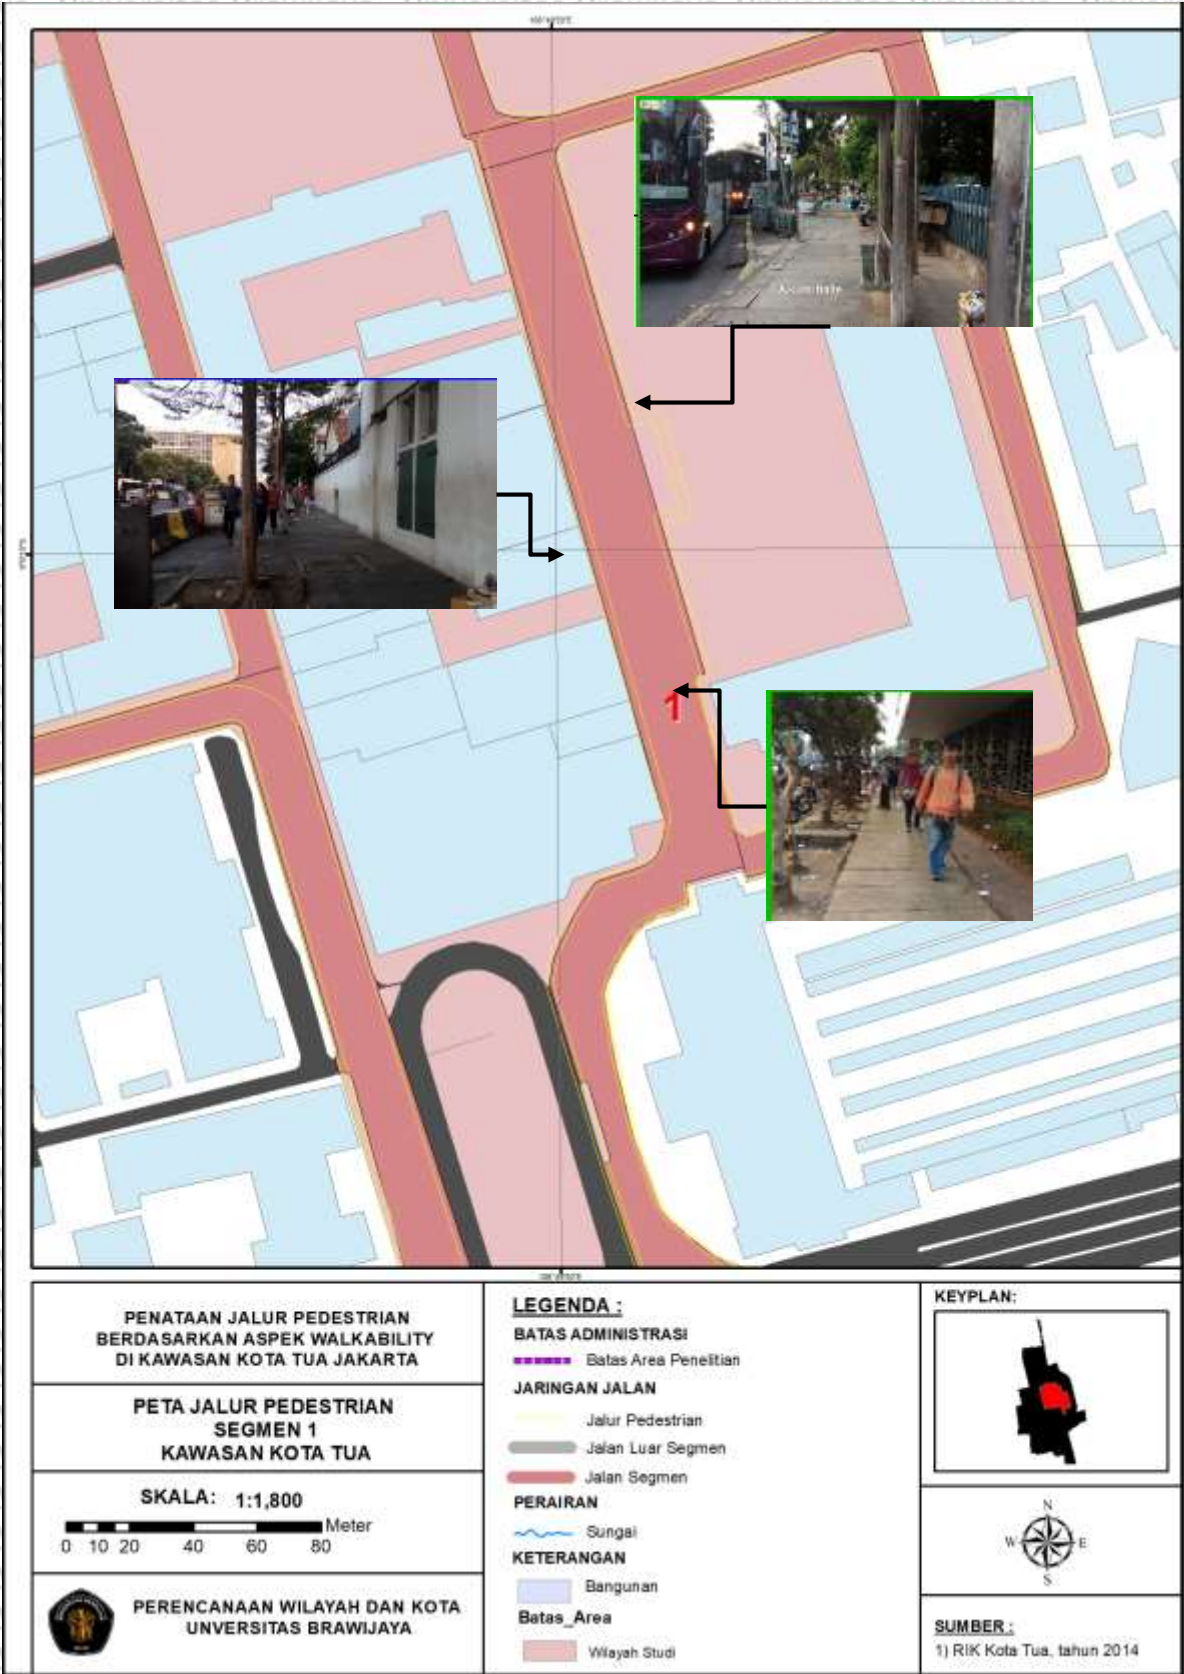 1
PENATAAN JALUR PEDESTRIAN
BERDASARKAN ASPEK WALKABILITY
DI KAWASAN KOTA TUA JAKARTA
PETA JALUR PEDESTRIAN
SEGMEN 1
KAWASAN KOTA TUA
SKALA: 1:1,800
Meter
0 10 20 40 60 80
PERENCANAAN WILAYAH DAN KOTA
UNVERSITAS BRAWIJAYA
LEGENDA :
BATAS ADMINISTRASI
Batas Area Penelitian
JARINGAN JALAN
Jalur Pedestrian
Jalan Luar Segmen
Jalan Segmen
PERAIRAN
Sungai
KETERANGAN
Bangunan
Batas_Area
Wilayah Studi
KEYPLAN:
N
W E
S
SUMBER :
1) RIK Kota Tua, tahun 2014